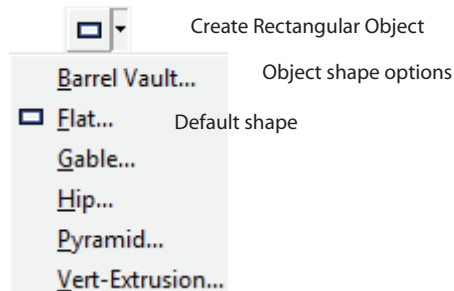 Create Rectangular Object
Barrel Vault...
Object shape options
Flat...
Default shape
Gable...
Hip...
Pyramid...
Vert-Extrusion...